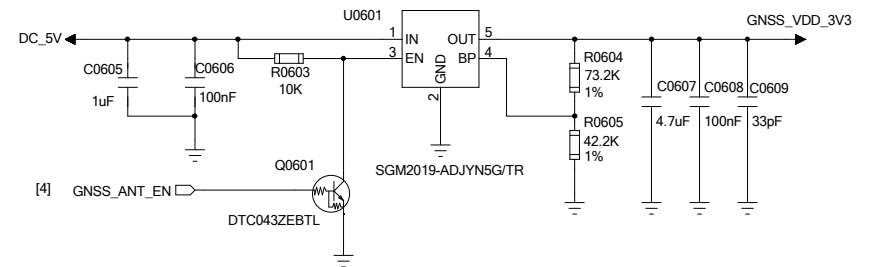 U0601
GNSS_VDD_3V3
DC_5V
1 IN OUT 5
3 EN BP 4
GND
2
R0603
10K
C0605
1uF
C0606
100nF
R0604
73.2K
1%
R0605
42.2K
1%
C0607
4.7uF
C0608
100nF
C0609
33pF
SGM2019-ADJYN5G/TR
Q0601
[4] GNSS_ANT_EN
DTC043ZEBTL